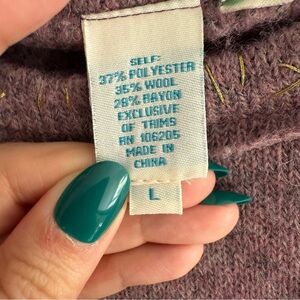 SELF:
37% POLYESTER
35% WOOL
28% RAYON
EXCLUSIVE
OF TRIMS
RN 106205
MADE IN
CHINA
L